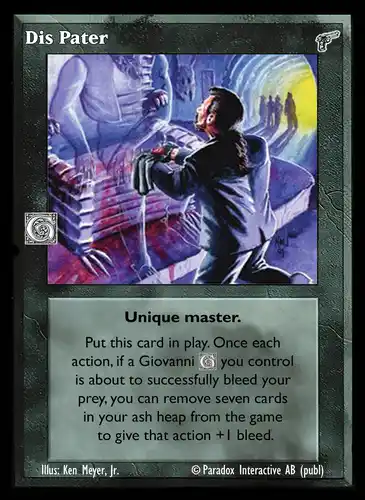 Dis Pater
Unique master.
Put this card in play. Once each
action, if a Giovanni you control
is about to successfully bleed your
prey, you can remove seven cards
in your ash heap from the game
to give that action +1 bleed.
Illus: Ken Meyer, Jr. © Paradox Interactive AB (publ)